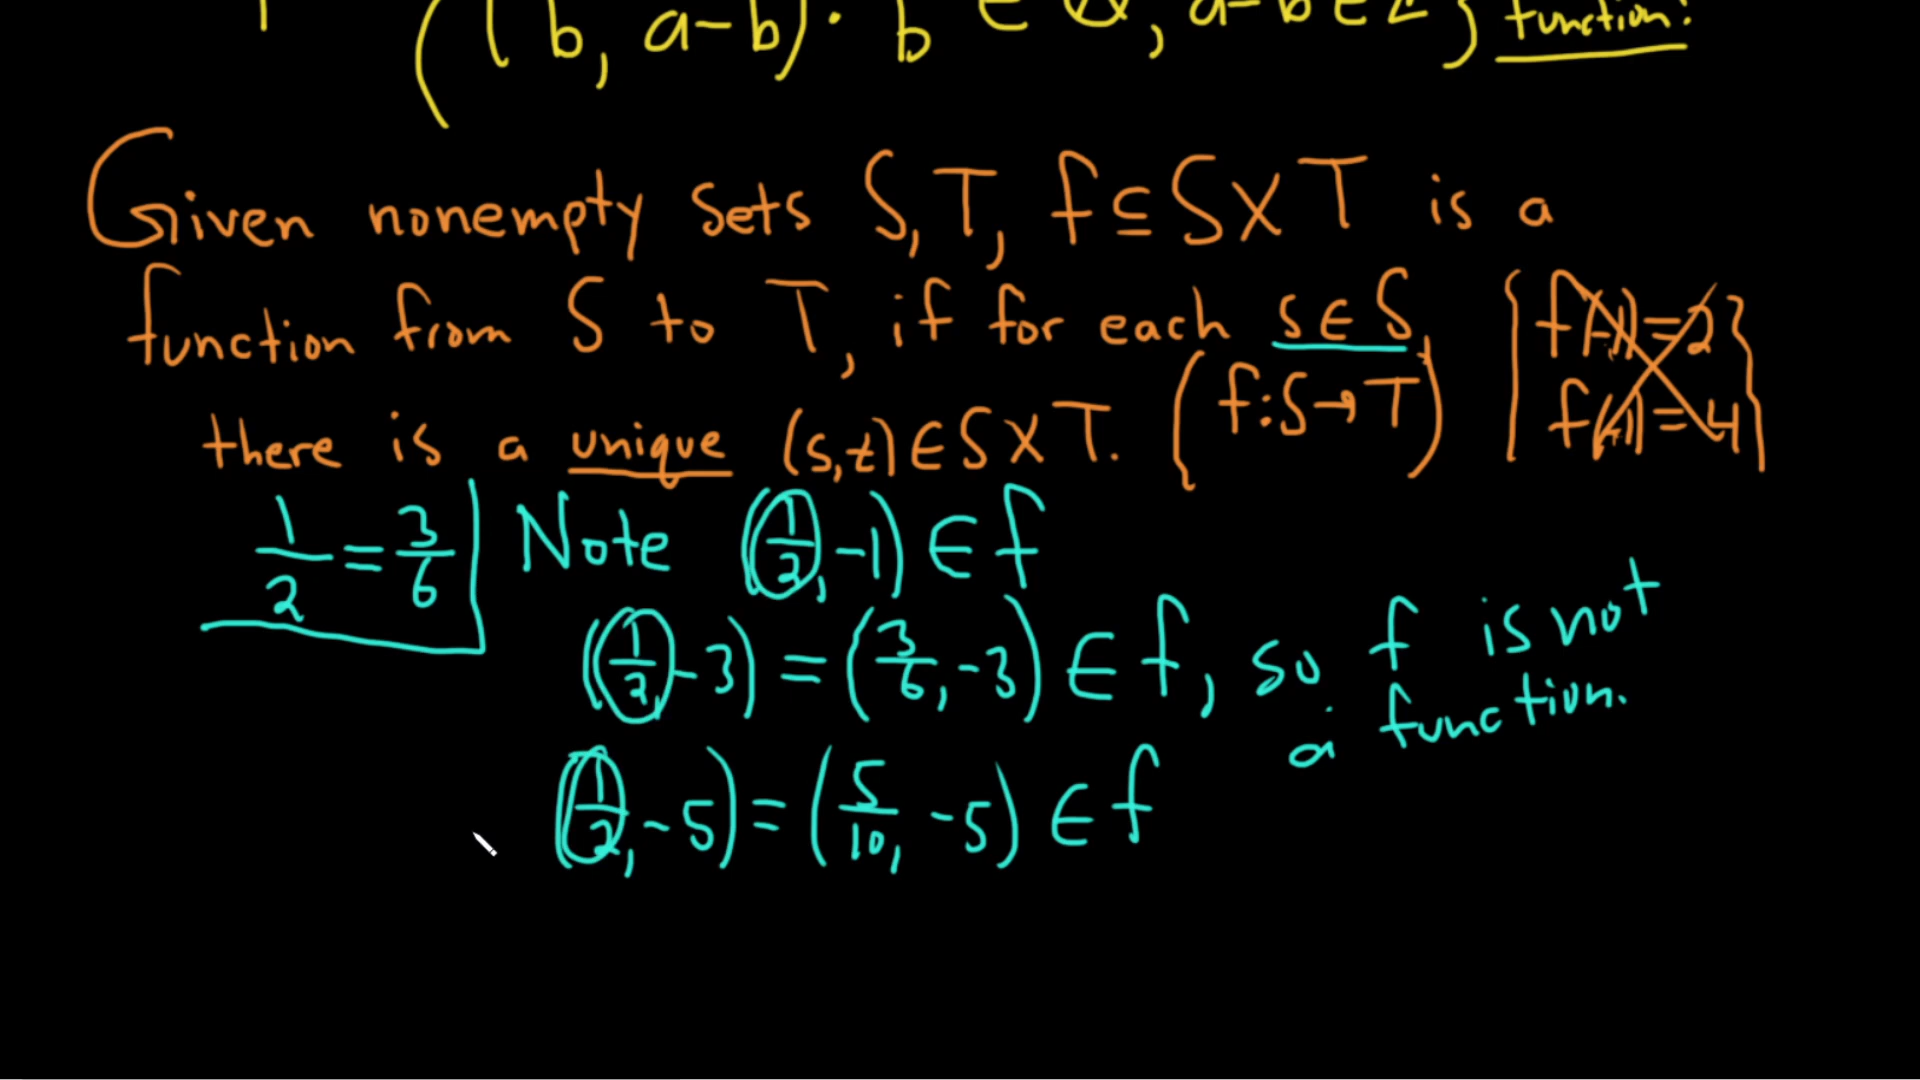 ( ( b, a-b): b ∈ Q, a-b ∈ Z } function?
Given nonempty sets S,T, f ⊆ S X T is a
function from S to T, if for each s ∈ S,
there is a unique (s,t) ∈ S X T. (f:S→T)
{ f(1)=2 }
f(1)=4
1/2 = 3/6 Note (1/2, -1) ∈ f
(1/2, -3) = (3/6, -3) ∈ f, so f is not
a function.
(1/2, -5) = (5/10, -5) ∈ f